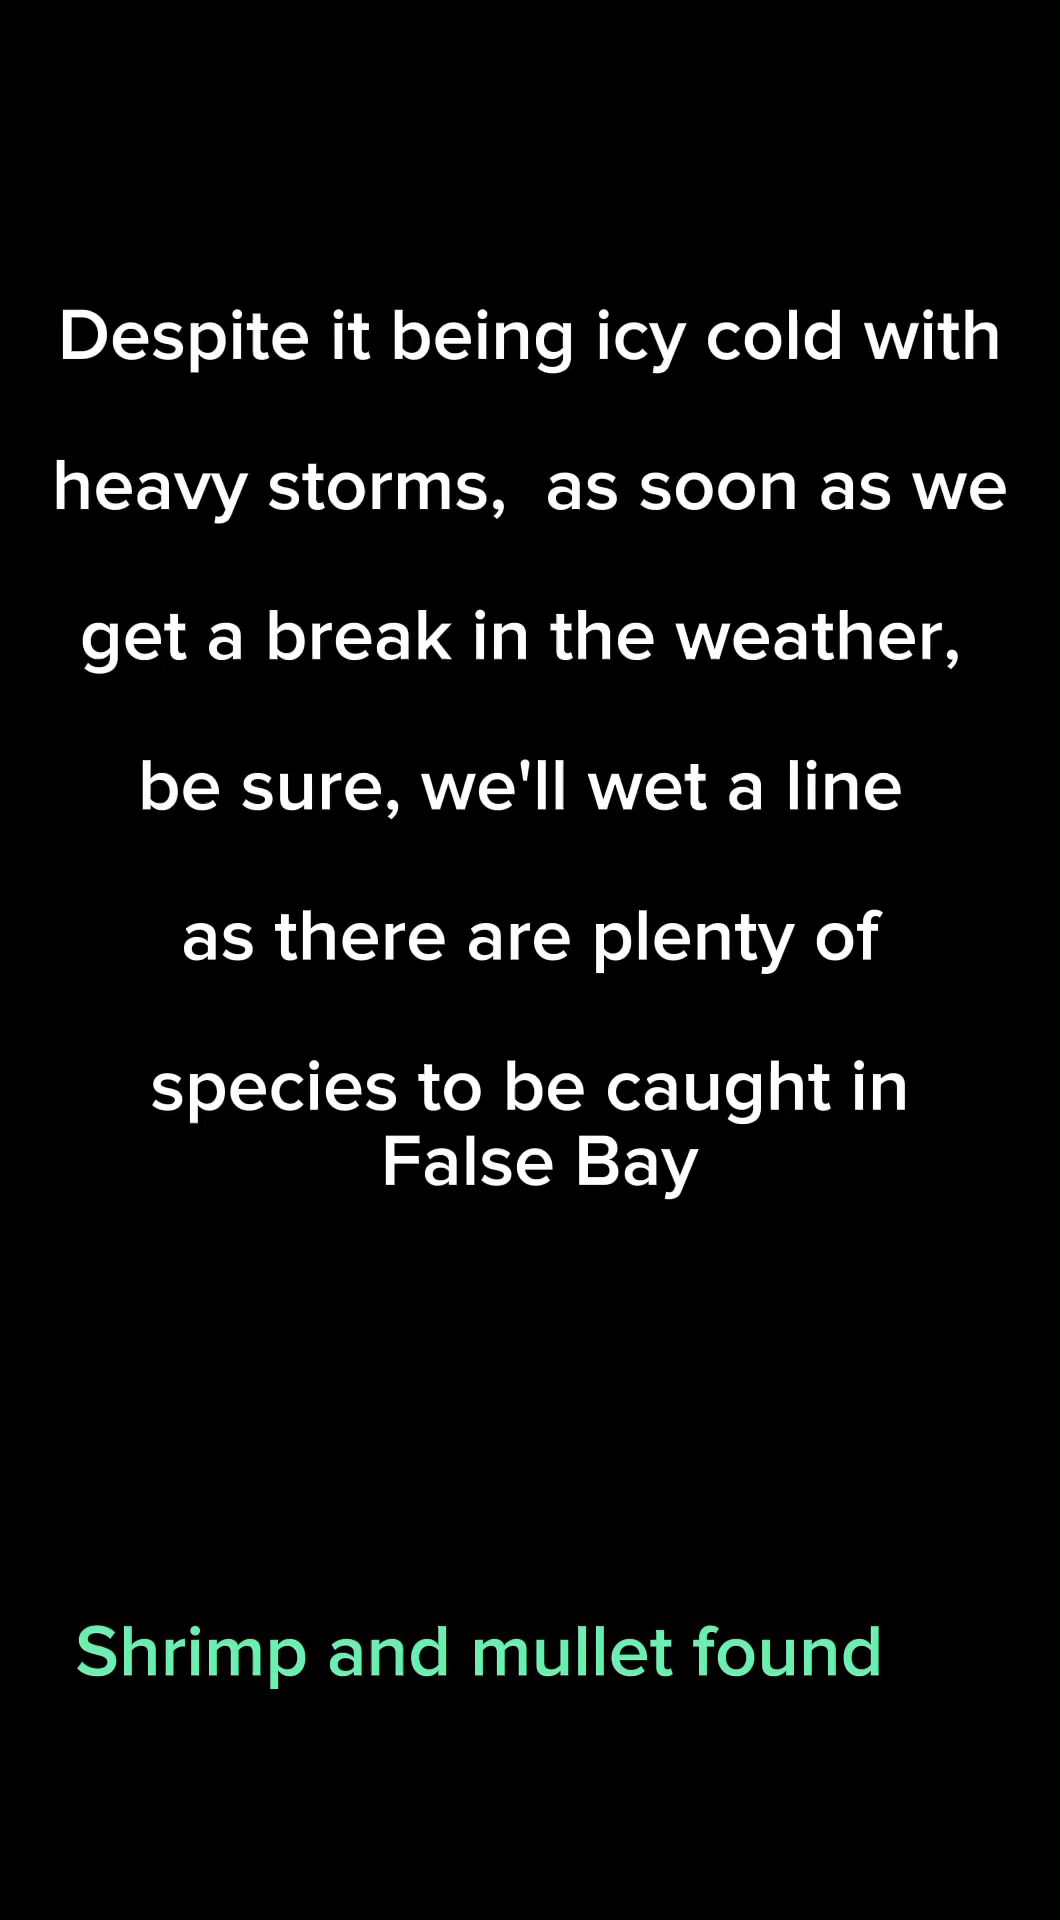 Despite it being icy cold with
heavy storms,  as soon as we
get a break in the weather,
be sure, we'll wet a line
as there are plenty of
species to be caught in
False Bay
Shrimp and mullet found